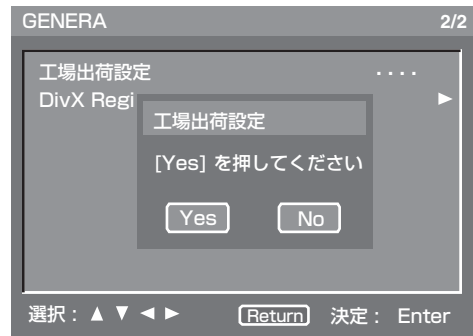 GENERA 2/2
工場出荷設定 ....
DivX Regi ▶
工場出荷設定
[Yes] を押してください
Yes No
選択 : ▲ ▼ ◀ ▶ Return 決定 : Enter